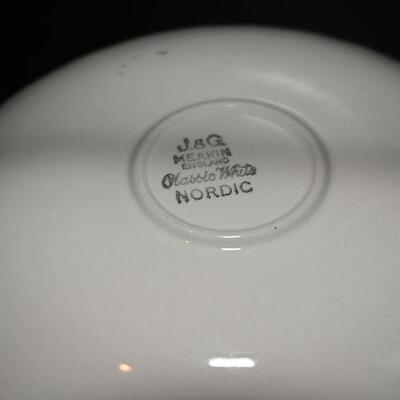 J.&G.
MEAKIN
ENGLAND
Classic White
NORDIC